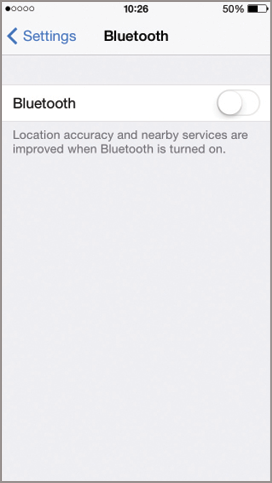 10:26
50%
Settings
Bluetooth
Bluetooth
Location accuracy and nearby services are
improved when Bluetooth is turned on.